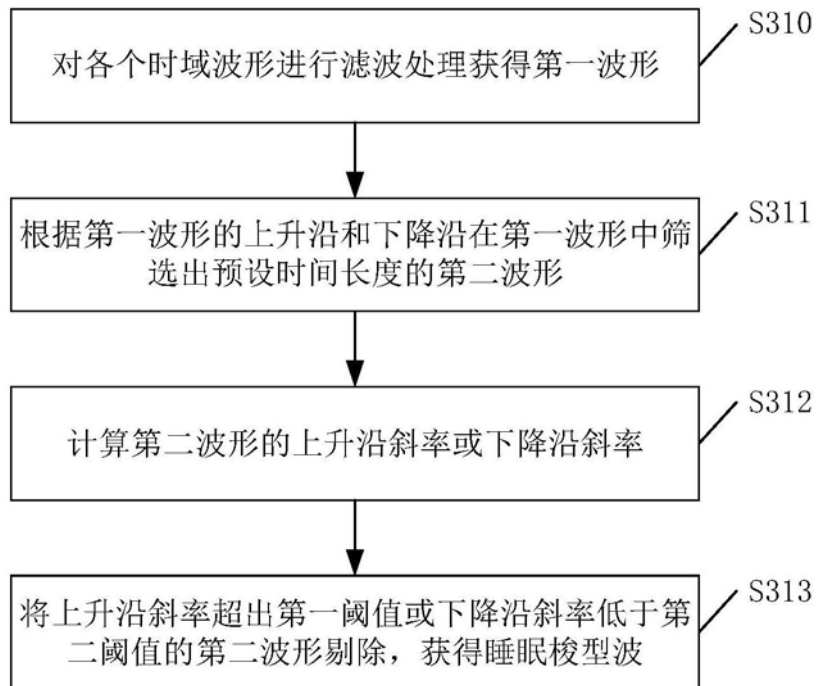 对各个时域波形进行滤波处理获得第一波形
S310
根据第一波形的上升沿和下降沿在第一波形中筛
选出预设时间长度的第二波形
S311
计算第二波形的上升沿斜率或下降沿斜率
S312
将上升沿斜率超出第一阈值或下降沿斜率低于第
二阈值的第二波形剔除，获得睡眠梭型波
S313